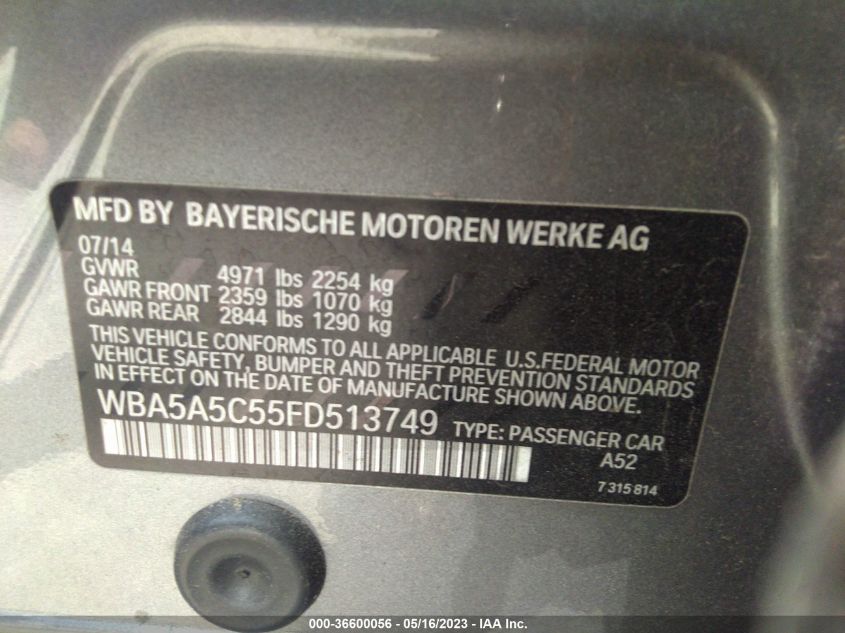 MFD BY BAYERISCHE MOTOREN WERKE AG
07/14
GVWR 4971 lbs 2254 kg
GAWR FRONT 2359 lbs 1070 kg
GAWR REAR 2844 lbs 1290 kg
THIS VEHICLE CONFORMS TO ALL APPLICABLE U.S.FEDERAL MOTOR
VEHICLE SAFETY, BUMPER AND THEFT PREVENTION STANDARDS
IN EFFECT ON THE DATE OF MANUFACTURE SHOWN ABOVE.
WBA5A5C55FD513749 TYPE: PASSENGER CAR
A52
7 315 814
000-36600056 - 05/16/2023 - IAA Inc.